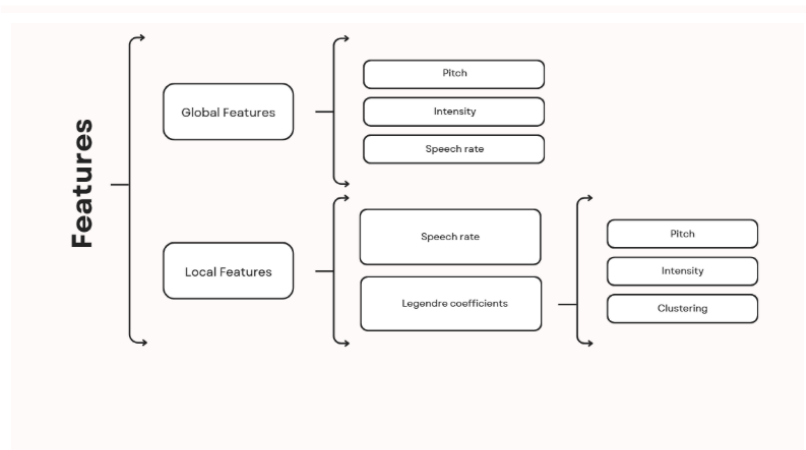 Features
Global Features
Pitch
Intensity
Speech rate
Local Features
Speech rate
Legendre coefficients
Pitch
Intensity
Clustering